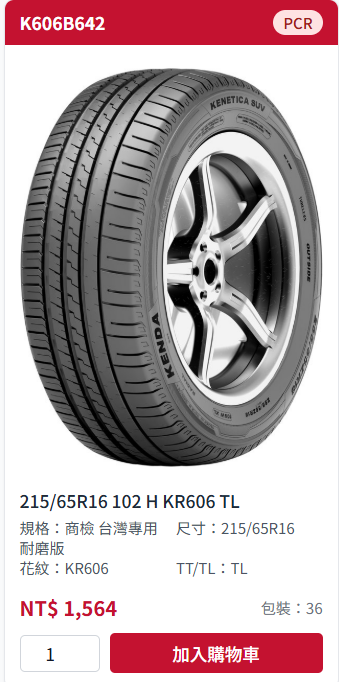 K606B642
PCR
KENETICA SUV
OUTSIDE
KENDA
215/65R16 102 H KR606 TL
規格：商檢 台灣專用 尺寸：215/65R16
耐磨版
花紋：KR606 TT/TL：TL
NT$ 1,564
包裝：36
1
加入購物車